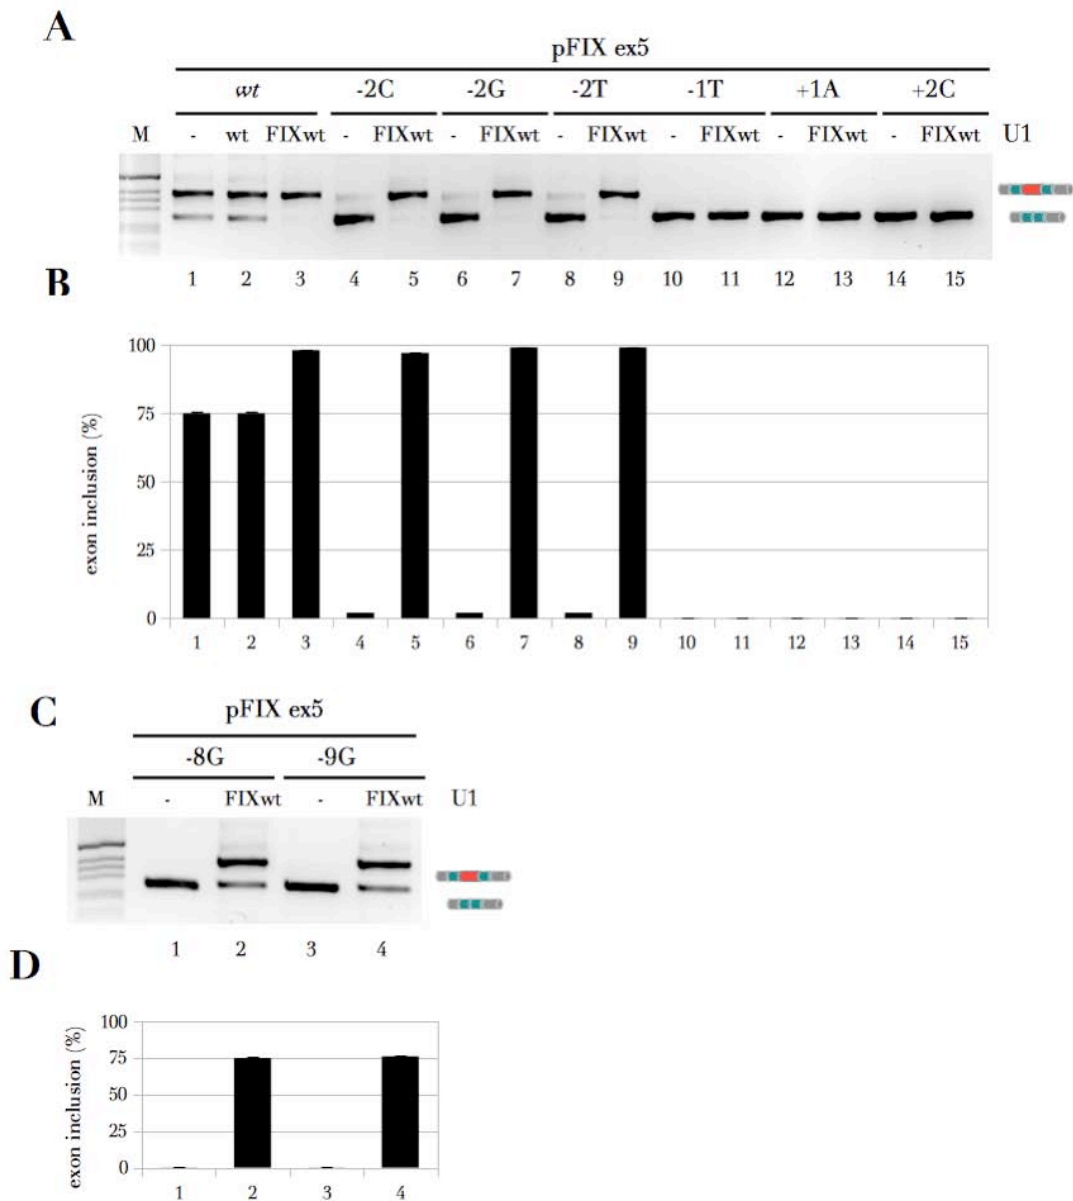 A
pFIX ex5
wt -2C -2G -2T -1T +1A +2C
M - wt FIXwt - FIXwt - FIXwt - FIXwt - FIXwt - FIXwt - FIXwt U1
1 2 3 4 5 6 7 8 9 10 11 12 13 14 15
B
exon inclusion (%)
100
75
50
25
0
1 2 3 4 5 6 7 8 9 10 11 12 13 14 15
C
pFIX ex5
-8G -9G
M - FIXwt - FIXwt U1
1 2 3 4
D
exon inclusion (%)
100
75
50
25
0
1 2 3 4